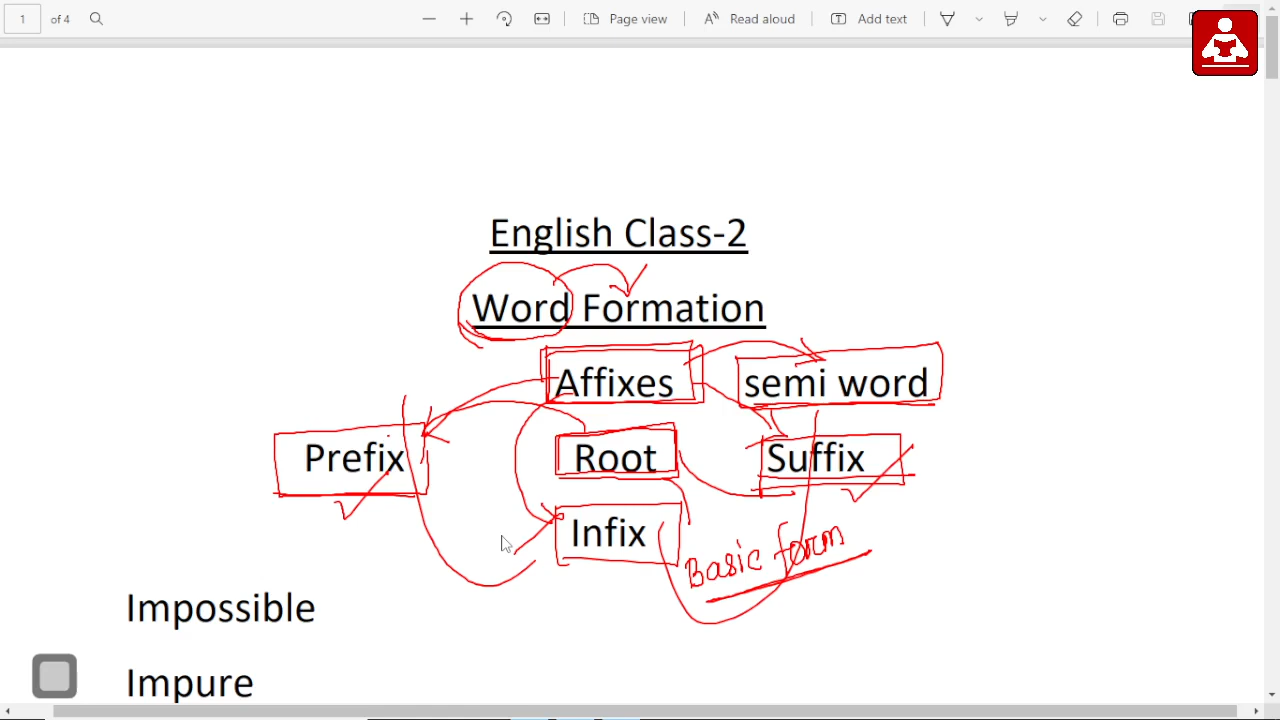 1 of 4 Page view Read aloud Add text
English Class-2
Word Formation
Affixes semi word
Prefix Root Suffix
Infix
Basic form
Impossible
Impure